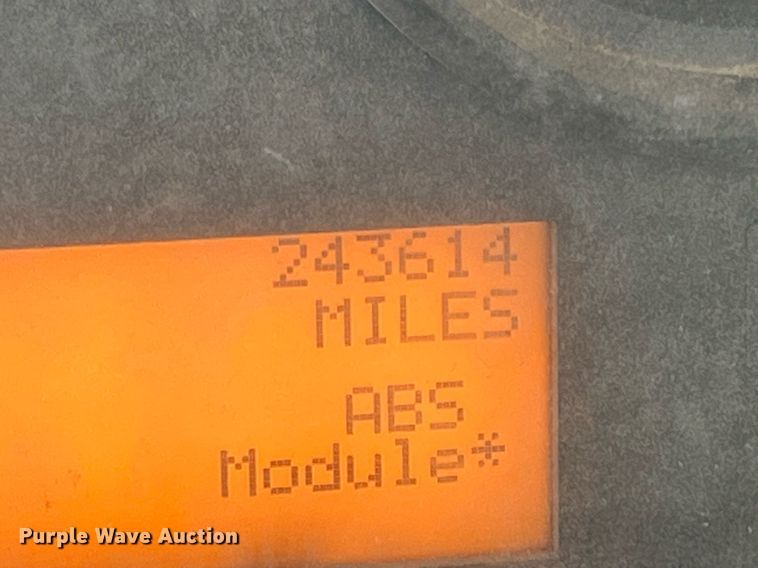 243614
MILES
ABS
Module*
Purple Wave Auction